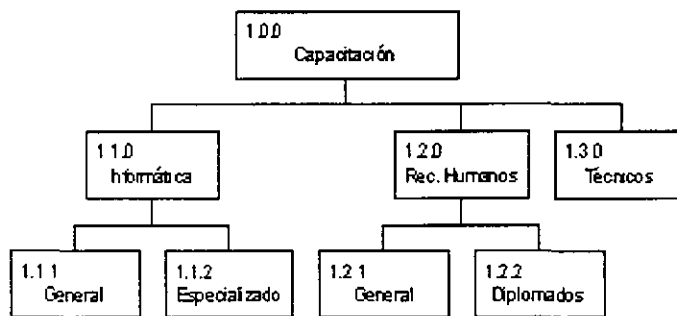 1.0.0
Capacitación
1.1.0
Informática
1.2.0
Rec. Humanos
1.3.0
Técnicos
1.1.1
General
1.1.2
Especializado
1.2.1
General
1.2.2
Diplomados